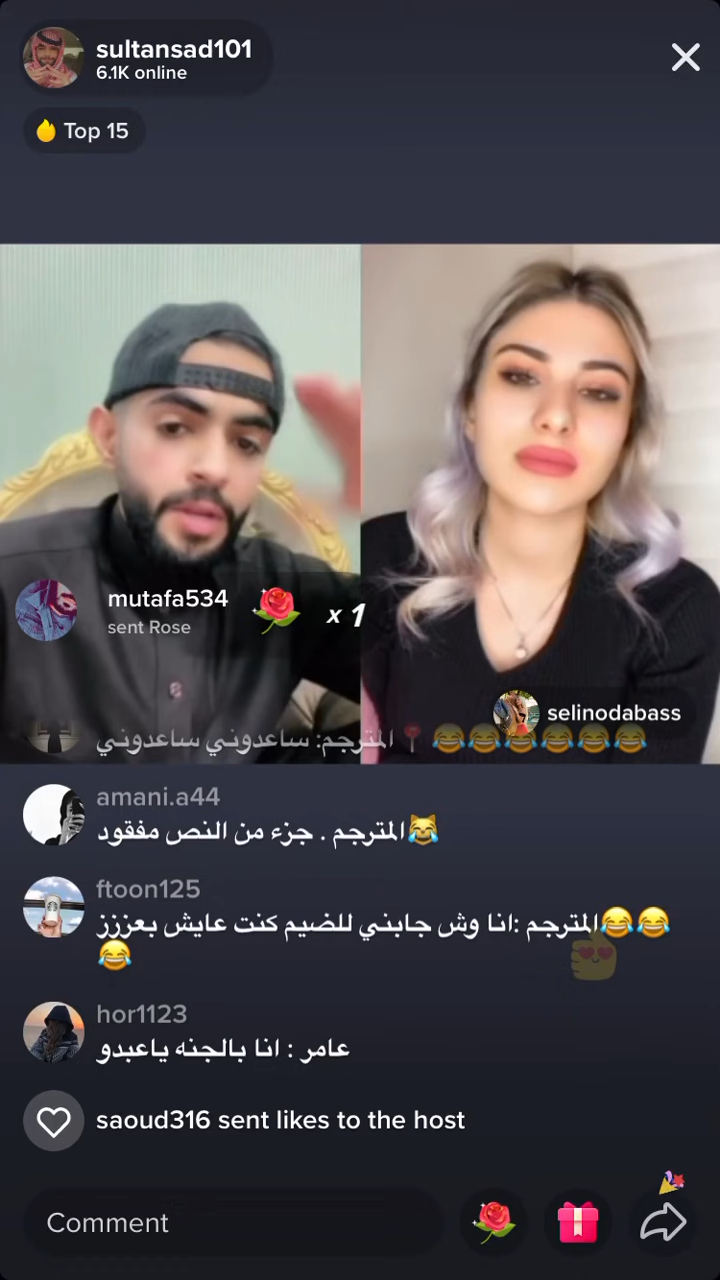 sultansad101
6.1K online
Top 15
mutafa534
sent Rose
x 1
selinodabass
المترجم: ساعدوني ساعدوني
amani.a44
المترجم . جزء من النص مفقود
ftoon125
المترجم :انا وش جابني للضيم كنت عايش بعزززز
hor1123
عامر : انا بالجنه ياعبدو
saoud316 sent likes to the host
Comment